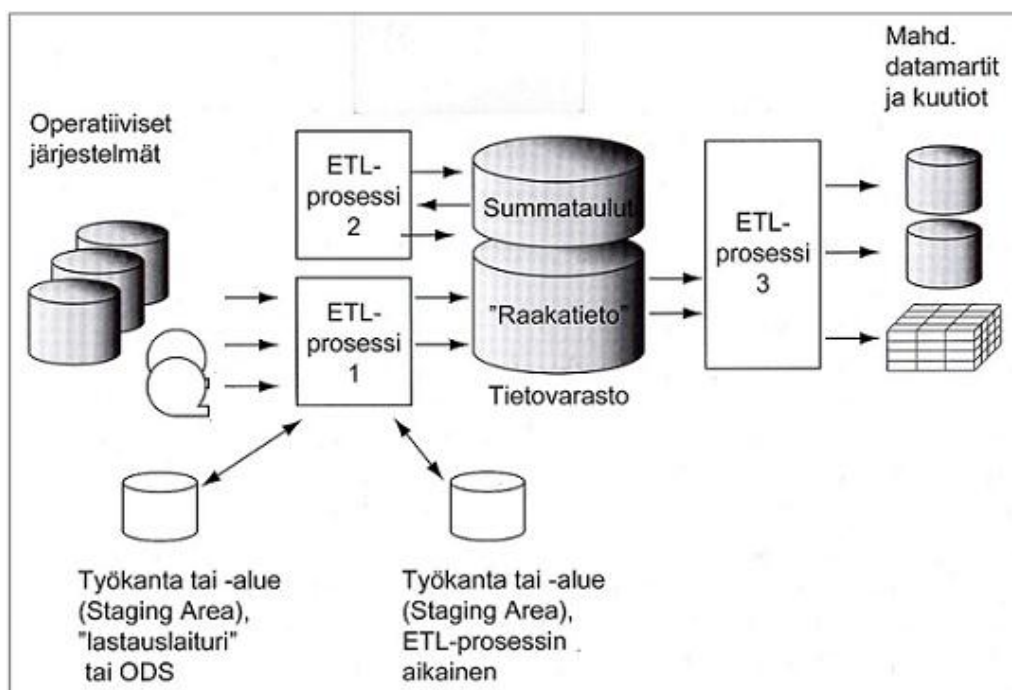 Operatiiviset
järjestelmät
ETL-
prosessi
2
ETL-
prosessi
1
Summataulut
"Raakatieto"
Tietovarasto
ETL-
prosessi
3
Mahd.
datamartit
ja kuutiot
Työkanta tai -alue
(Staging Area),
"lastauslaituri"
tai ODS
Työkanta tai -alue
(Staging Area),
ETL-prosessin
aikainen